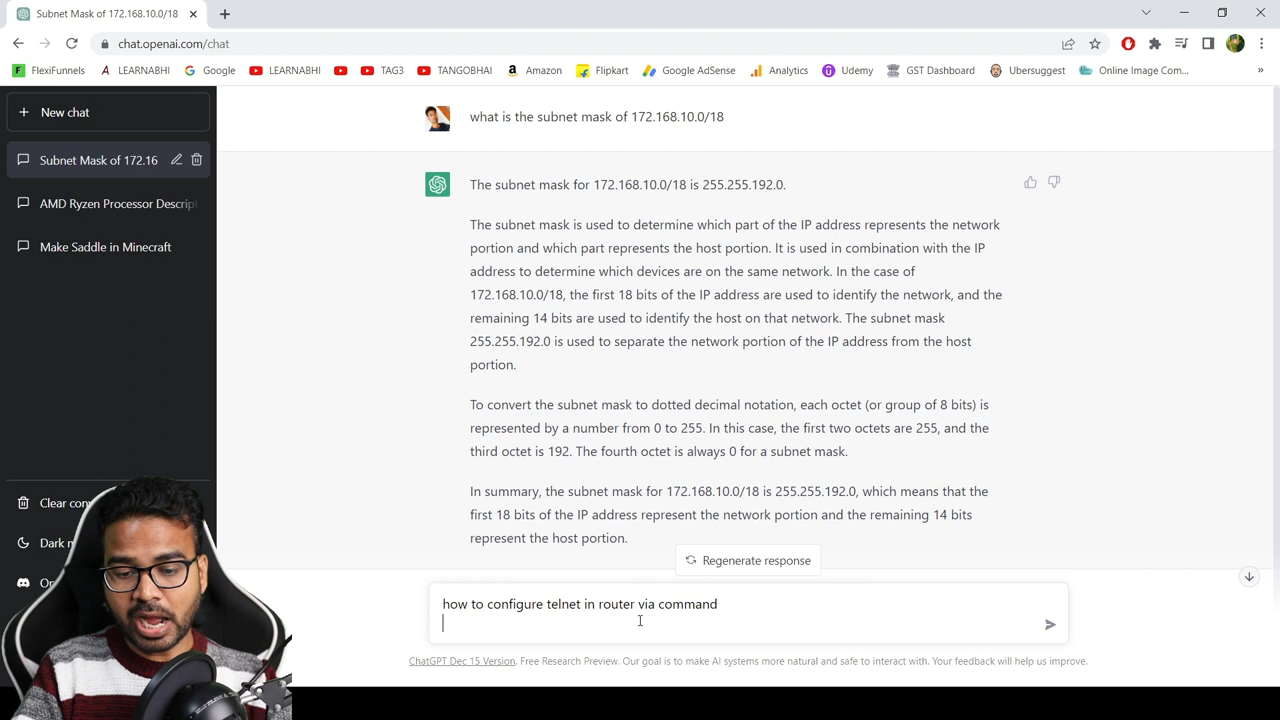 Subnet Mask of 172.168.10.0/18
chat.openai.com/chat
FlexiFunnels
LEARNABHI
Google
LEARNABHI
TAG3
TANGOBHAI
Amazon
Flipkart
Google AdSense
Analytics
Udemy
GST Dashboard
Ubersuggest
Online Image Com...
»
New chat
Subnet Mask of 172.16
AMD Ryzen Processor Descrip
Make Saddle in Minecraft
Clear con
Dark m
Op
what is the subnet mask of 172.168.10.0/18
The subnet mask for 172.168.10.0/18 is 255.255.192.0.
The subnet mask is used to determine which part of the IP address represents the network
portion and which part represents the host portion. It is used in combination with the IP
address to determine which devices are on the same network. In the case of
172.168.10.0/18, the first 18 bits of the IP address are used to identify the network, and the
remaining 14 bits are used to identify the host on that network. The subnet mask
255.255.192.0 is used to separate the network portion of the IP address from the host
portion.
To convert the subnet mask to dotted decimal notation, each octet (or group of 8 bits) is
represented by a number from 0 to 255. In this case, the first two octets are 255, and the
third octet is 192. The fourth octet is always 0 for a subnet mask.
In summary, the subnet mask for 172.168.10.0/18 is 255.255.192.0, which means that the
first 18 bits of the IP address represent the network portion and the remaining 14 bits
represent the host portion.
Regenerate response
how to configure telnet in router via command
ChatGPT Dec 15 Version. Free Research Preview. Our goal is to make AI systems more natural and safe to interact with. Your feedback will help us improve.